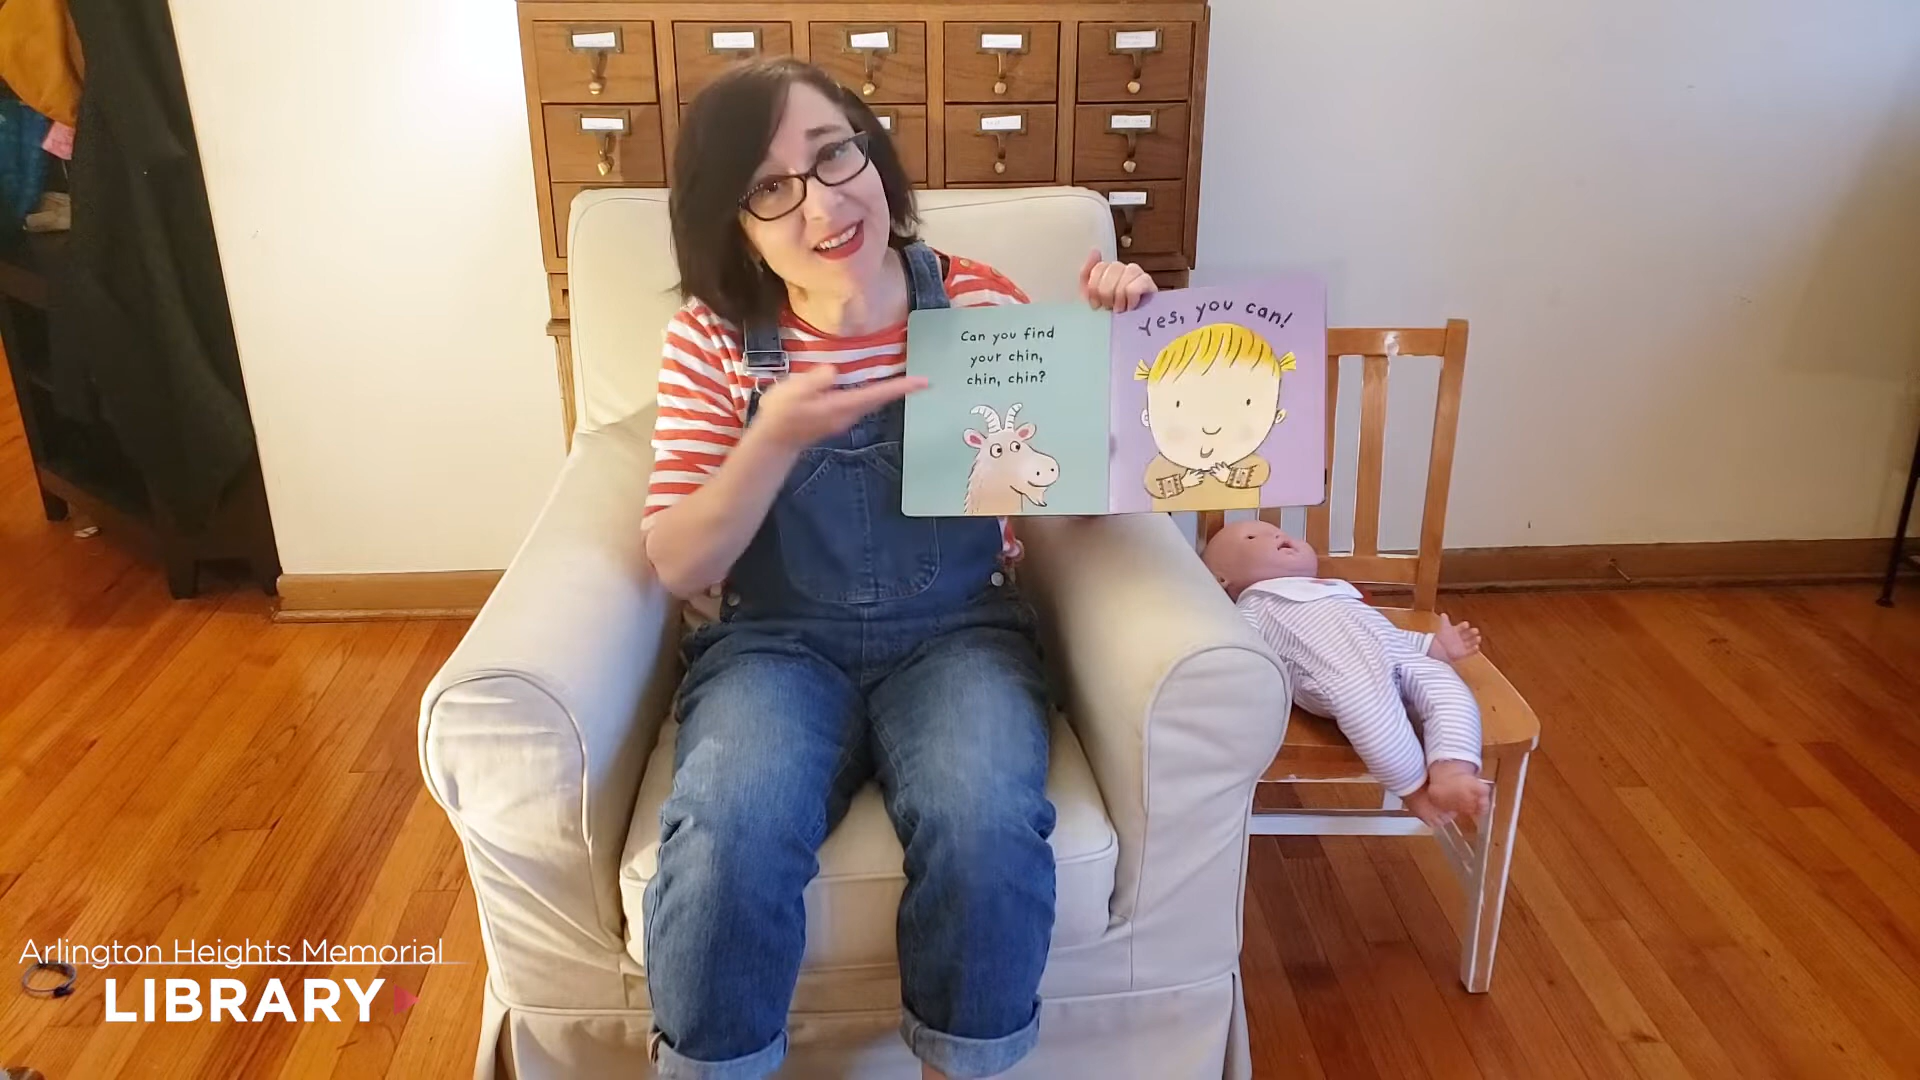 Can you find
your chin,
chin, chin?
Yes, you can!
Arlington Heights Memorial
LIBRARY